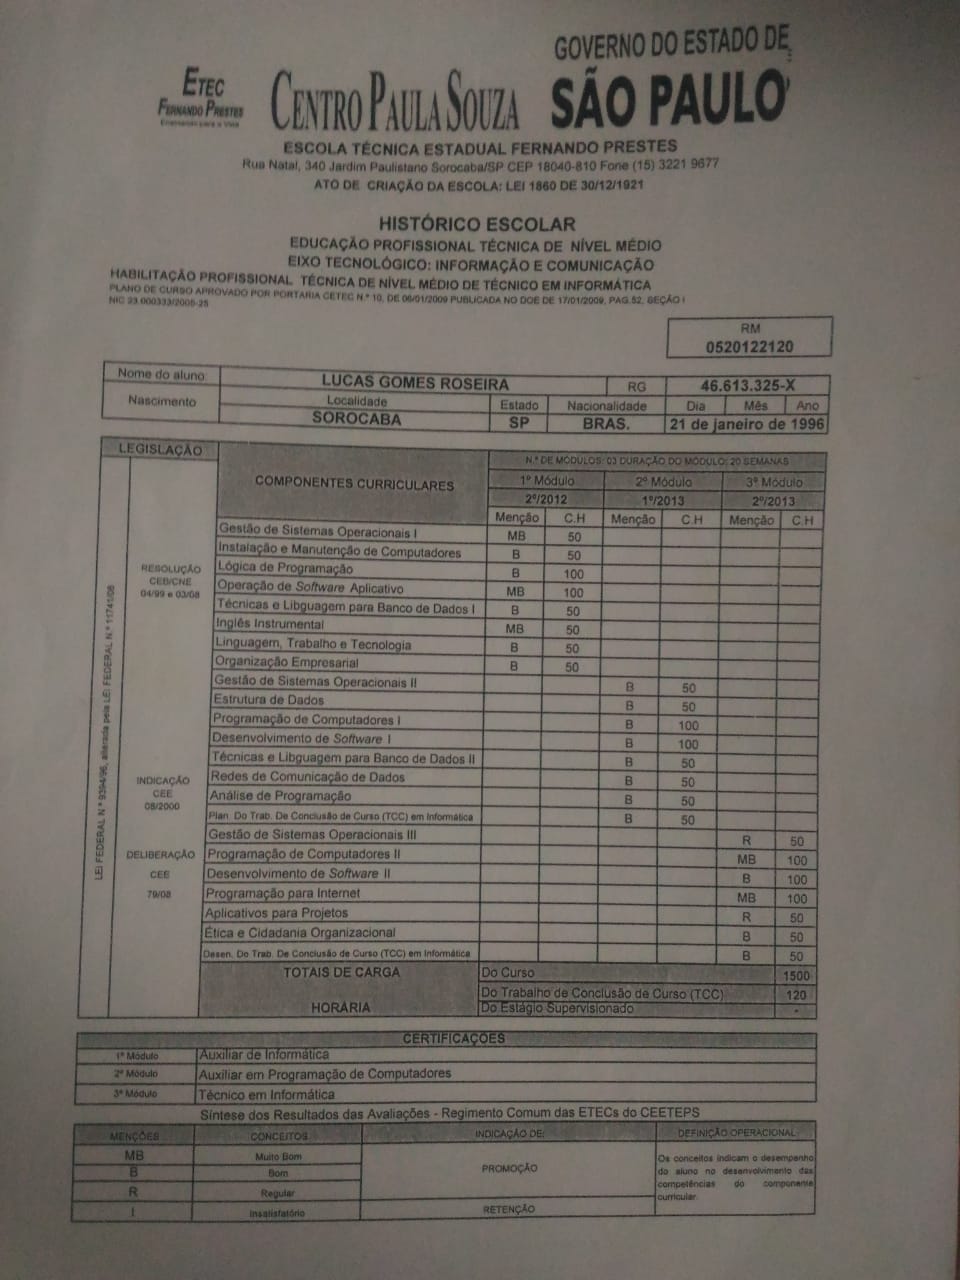 ETEC
FERNANDO PRESTES
CENTRO PAULA SOUZA
GOVERNO DO ESTADO DE
SÃO PAULO
ESCOLA TÉCNICA ESTADUAL FERNANDO PRESTES
Rua Natal, 340 Jardim Paulistano Sorocaba/SP CEP 18040-810 Fone (15) 3221 9677
ATO DE CRIAÇÃO DA ESCOLA: LEI 1860 DE 30/12/1921
HISTÓRICO ESCOLAR
EDUCAÇÃO PROFISSIONAL TÉCNICA DE NÍVEL MÉDIO
EIXO TECNOLÓGICO: INFORMAÇÃO E COMUNICAÇÃO
HABILITAÇÃO PROFISSIONAL TÉCNICA DE NÍVEL MÉDIO DE TÉCNICO EM INFORMÁTICA
PLANO DE CURSO APROVADO POR PORTARIA CETEC N.º 10, DE 06/01/2009 PUBLICADA NO DOE DE 17/01/2009, PAG.52, SEÇÃO I
NIC 23.000333/2008-25
RM
0520122120
Nome do aluno: LUCAS GOMES ROSEIRA RG 46.613.325-X
Nascimento Localidade Estado Nacionalidade Dia Mês Ano
SOROCABA SP BRAS. 21 de janeiro de 1996
LEGISLAÇÃO
COMPONENTES CURRICULARES
N.º DE MÓDULOS: 03 DURAÇÃO DO MÓDULO: 20 SEMANAS
1º Módulo 2º Módulo 3º Módulo
2º/2012 1º/2013 2º/2013
Menção C.H Menção C.H Menção C.H
LEI FEDERAL N.º 9394/96, alterada pela LEI FEDERAL N.º 11741/08
RESOLUÇÃO
CEB/CNE
04/99 e 03/08
INDICAÇÃO
CEE
08/2000
DELIBERAÇÃO
CEE
79/08
Gestão de Sistemas Operacionais I MB 50
Instalação e Manutenção de Computadores B 50
Lógica de Programação B 100
Operação de Software Aplicativo MB 100
Técnicas e Libguagem para Banco de Dados I B 50
Inglês Instrumental MB 50
Linguagem, Trabalho e Tecnologia B 50
Organização Empresarial B 50
Gestão de Sistemas Operacionais II B 50
Estrutura de Dados B 50
Programação de Computadores I B 100
Desenvolvimento de Software I B 100
Técnicas e Libguagem para Banco de Dados II B 50
Redes de Comunicação de Dados B 50
Análise de Programação B 50
Plan. Do Trab. De Conclusão de Curso (TCC) em Informática B 50
Gestão de Sistemas Operacionais III R 50
Programação de Computadores II MB 100
Desenvolvimento de Software II B 100
Programação para Internet MB 100
Aplicativos para Projetos R 50
Ética e Cidadania Organizacional B 50
Desen. Do Trab. De Conclusão de Curso (TCC) em Informática B 50
TOTAIS DE CARGA
HORÁRIA
Do Curso 1500
Do Trabalho de Conclusão de Curso (TCC) 120
Do Estágio Supervisionado -
CERTIFICAÇÕES
1º Módulo Auxiliar de Informática
2º Módulo Auxiliar em Programação de Computadores
3º Módulo Técnico em Informática
Síntese dos Resultados das Avaliações - Regimento Comum das ETECs do CEETEPS
MENÇÕES CONCEITOS INDICAÇÃO DE: DEFINIÇÃO OPERACIONAL
MB Muito Bom
B Bom
R Regular
I Insatisfatório
PROMOÇÃO
RETENÇÃO
Os conceitos indicam o desempenho
do aluno no desenvolvimento das
competências do componente
curricular.